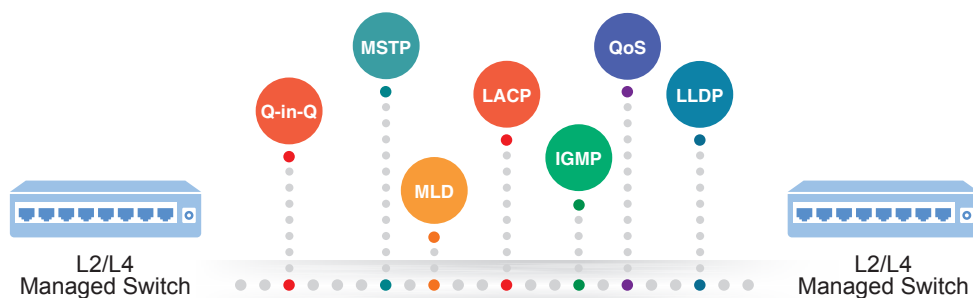 MSTP
QoS
LACP
LLDP
Q-in-Q
IGMP
MLD
L2/L4
Managed Switch
L2/L4
Managed Switch